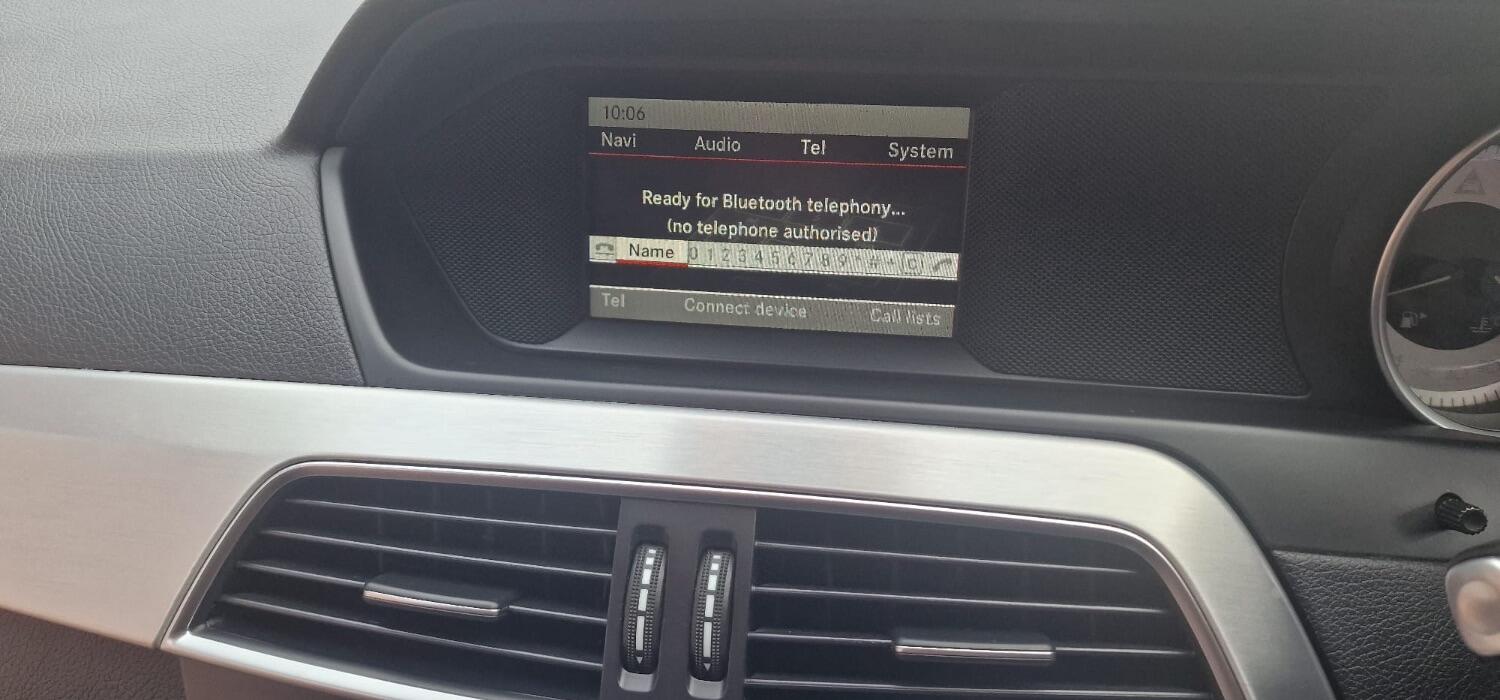 10:06
Navi Audio Tel System
Ready for Bluetooth telephony...
(no telephone authorised)
Name 0 1 2 3 4 5 6 7 8 9 * #
Tel Connect device Call lists